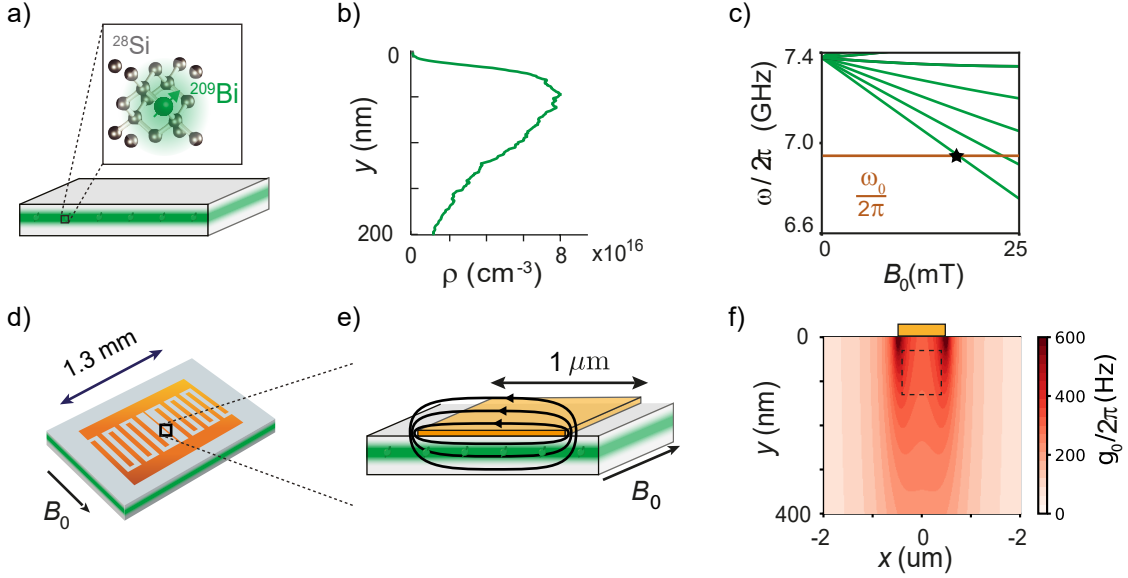 a)
²⁸Si
²⁰⁹Bi
b)
0
y (nm)
200
0
4
8
x10¹⁶
ρ (cm⁻³)
c)
7.4
7.0
6.6
ω/2π (GHz)
ω₀
2π
0
25
B₀(mT)
d)
1.3 mm
B₀
e)
1 μm
B₀
f)
0
y (nm)
400
-2
0
-2
x (um)
600
400
200
0
g₀/2π (Hz)